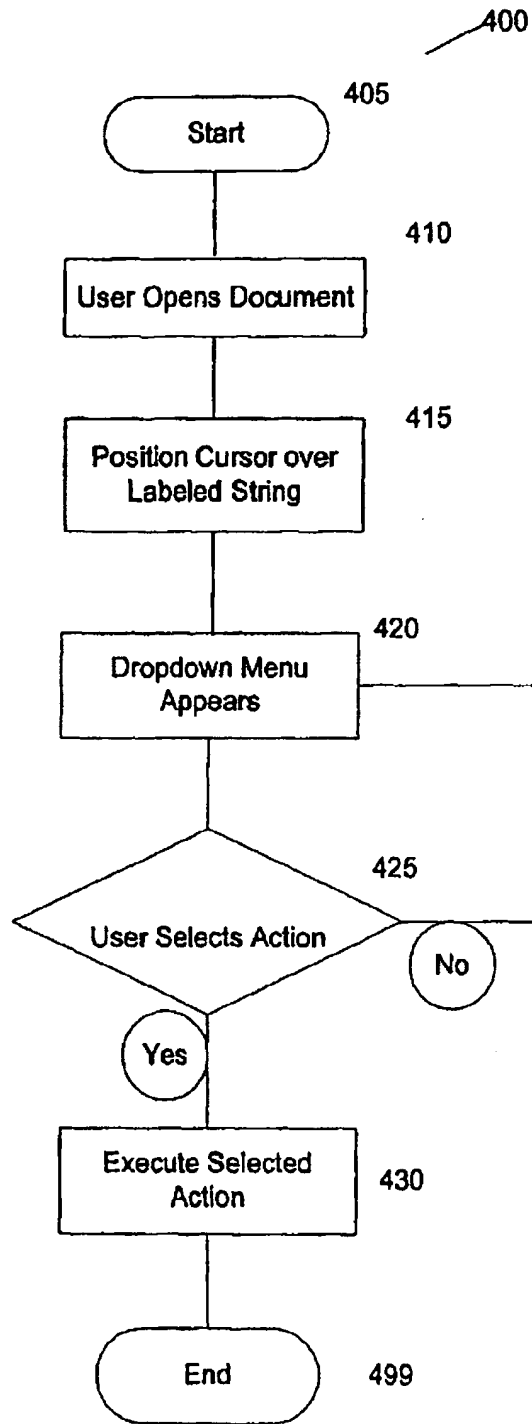 400
405
Start
410
User Opens Document
415
Position Cursor over
Labeled String
420
Dropdown Menu
Appears
425
User Selects Action
No
Yes
Execute Selected
Action
430
End
499